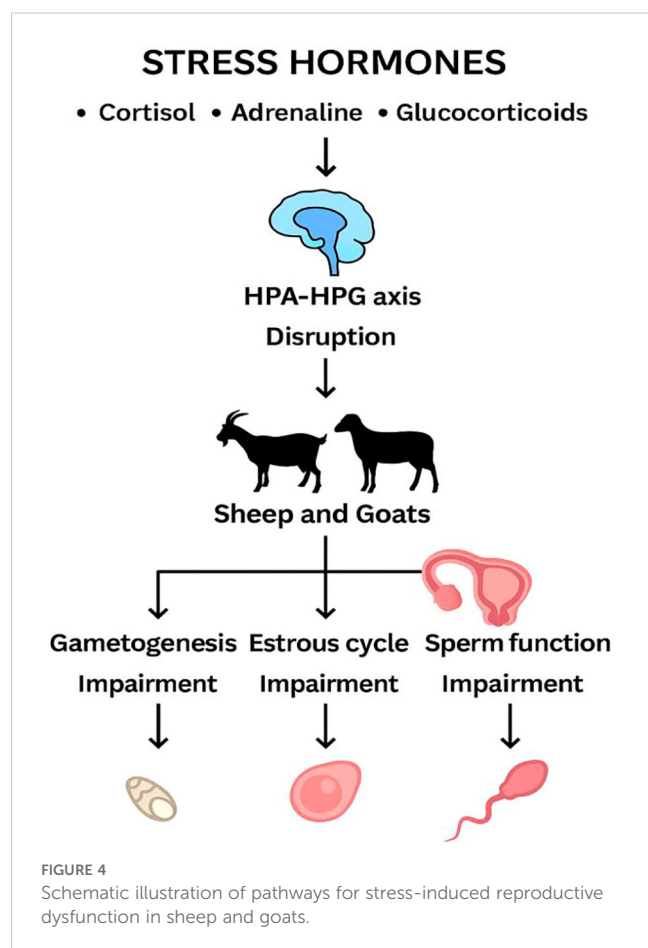 STRESS HORMONES
• Cortisol • Adrenaline • Glucocorticoids
HPA-HPG axis
Disruption
Sheep and Goats
Gametogenesis Estrous cycle Sperm function
Impairment Impairment Impairment
FIGURE 4
Schematic illustration of pathways for stress-induced reproductive
dysfunction in sheep and goats.